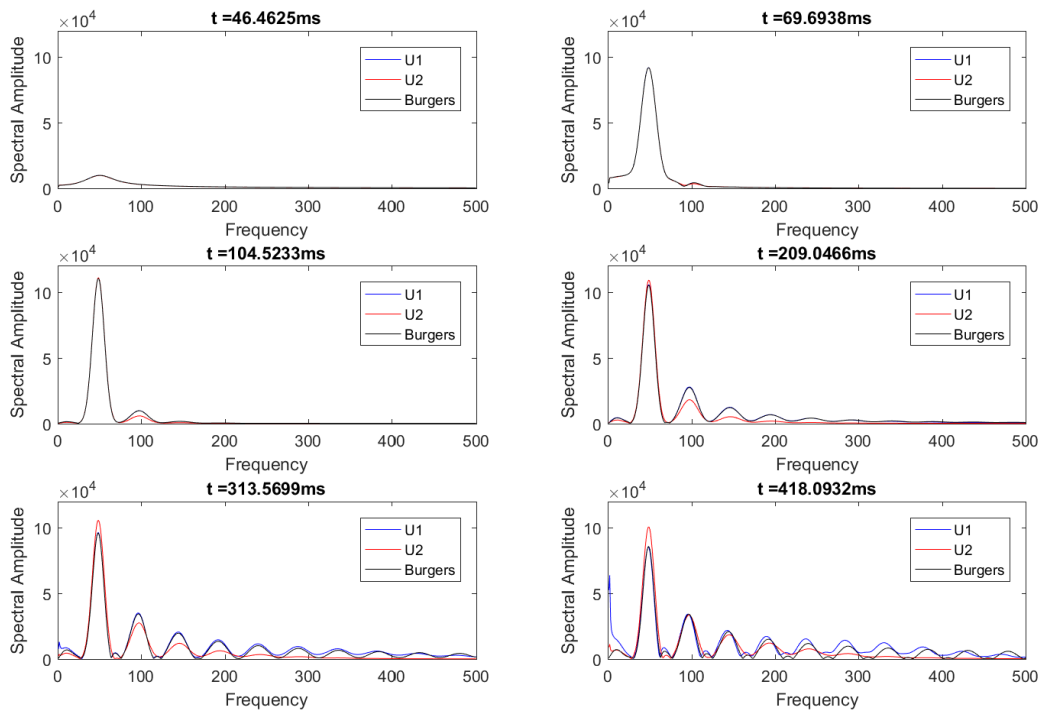 ×10⁴
t =46.4625ms
Spectral Amplitude
10
5
0
U1
U2
Burgers
0
100
200
300
400
500
Frequency
×10⁴
t =69.6938ms
Spectral Amplitude
10
5
0
U1
U2
Burgers
0
100
200
300
400
500
Frequency
×10⁴
t =104.5233ms
Spectral Amplitude
10
5
0
U1
U2
Burgers
0
100
200
300
400
500
Frequency
×10⁴
t =209.0466ms
Spectral Amplitude
10
5
0
U1
U2
Burgers
0
100
200
300
400
500
Frequency
×10⁴
t =313.5699ms
Spectral Amplitude
10
5
0
U1
U2
Burgers
0
100
200
300
400
500
Frequency
×10⁴
t =418.0932ms
Spectral Amplitude
10
5
0
U1
U2
Burgers
0
100
200
300
400
500
Frequency